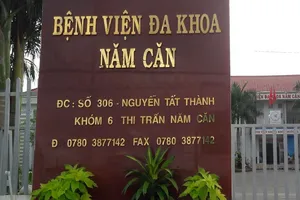 BỆNH VIỆN ĐA KHOA
NĂM CĂN
ĐC: SỐ 306 - NGUYỄN TẤT THÀNH
KHÓM 6 THỊ TRẤN NĂM CĂN
Đ 0780 3877142 FAX 0780 3877142